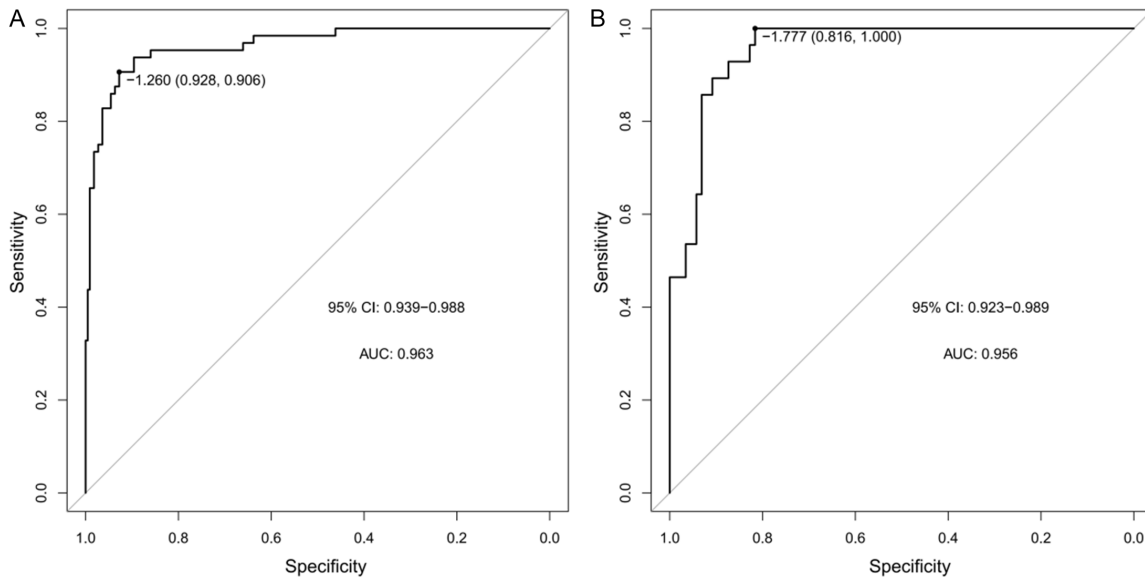 A
1.0
0.8
0.6
0.4
0.2
0.0
Sensitivity
−1.260 (0.928, 0.906)
95% CI: 0.939−0.988
AUC: 0.963
1.0 0.8 0.6 0.4 0.2 0.0
Specificity
B
1.0
0.8
0.6
0.4
0.2
0.0
Sensitivity
−1.777 (0.816, 1.000)
95% CI: 0.923−0.989
AUC: 0.956
1.0 0.8 0.6 0.4 0.2 0.0
Specificity